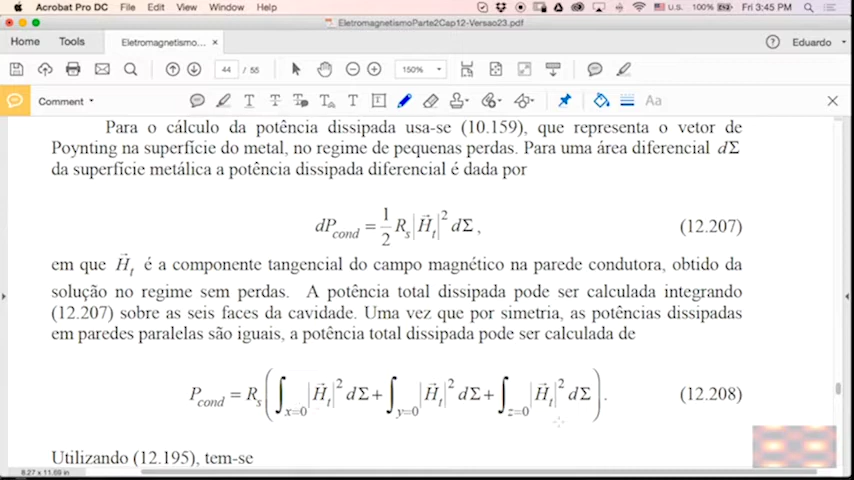 Acrobat Pro DC File Edit View Window Help U.S. 100% Fri 3:45 PM
EletromagnetismoParte2Cap12-Versao23.pdf
Home Tools Eletromagnetismo... × Eduardo
44 / 55 150%
Comment Aa
Para o cálculo da potência dissipada usa-se (10.159), que representa o vetor de
Poynting na superfície do metal, no regime de pequenas perdas. Para uma área diferencial dΣ
da superfície metálica a potência dissipada diferencial é dada por
dP_cond = 1/2 R_s |H⃗_t|² dΣ, (12.207)
em que H⃗_t é a componente tangencial do campo magnético na parede condutora, obtido da
solução no regime sem perdas. A potência total dissipada pode ser calculada integrando
(12.207) sobre as seis faces da cavidade. Uma vez que por simetria, as potências dissipadas
em paredes paralelas são iguais, a potência total dissipada pode ser calculada de
P_cond = R_s (∫_{x=0} |H⃗_t|² dΣ + ∫_{y=0} |H⃗_t|² dΣ + ∫_{z=0} |H⃗_t|² dΣ). (12.208)
Utilizando (12.195), tem-se
8.27 x 11.69 in